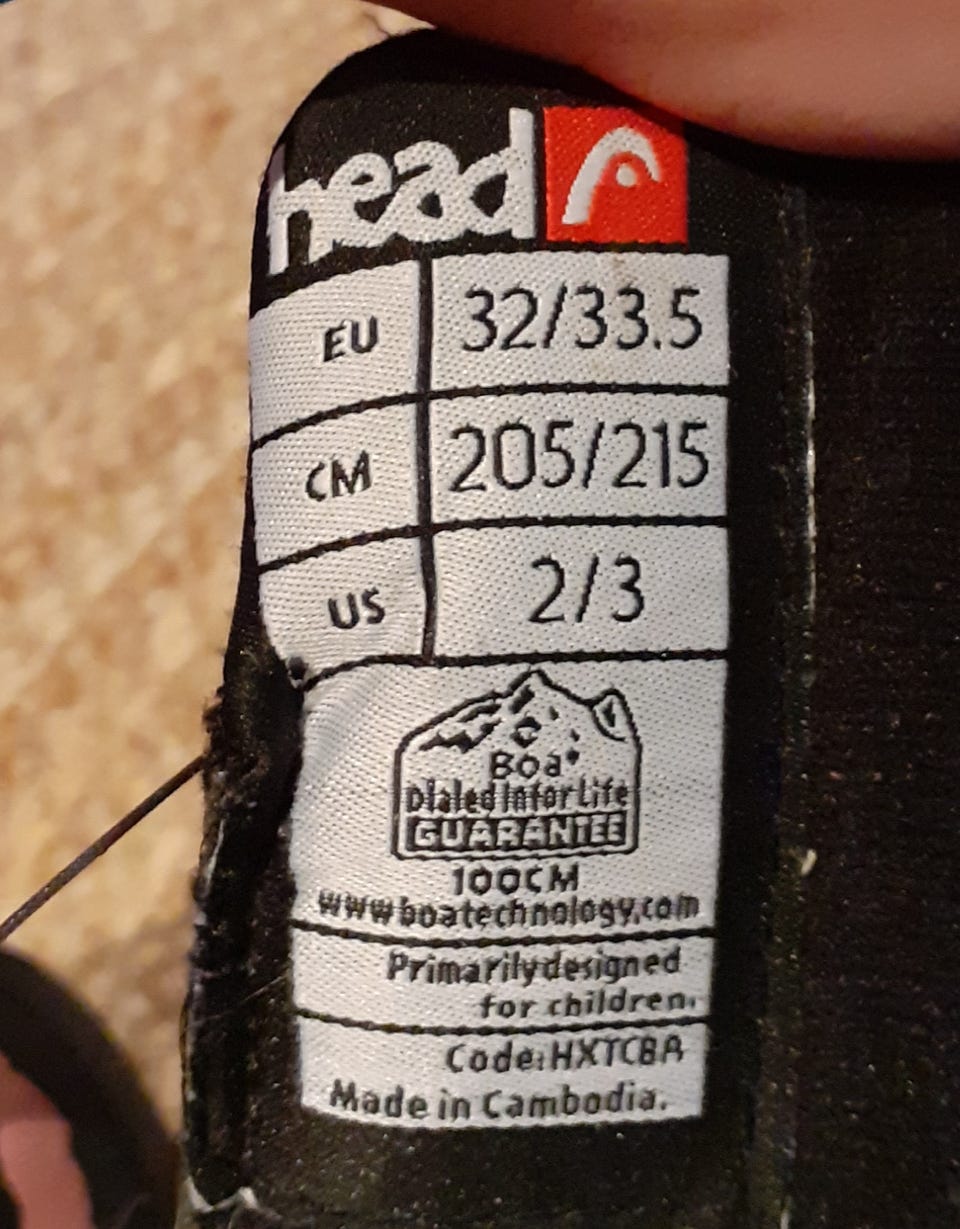 head
EU 32/33.5
CM 205/215
US 2/3
Boa®
Dialed In for Life
GUARANTEE
100CM
www.boatechnology.com
Primarily designed
for children.
Code:HXTCBA
Made in Cambodia.